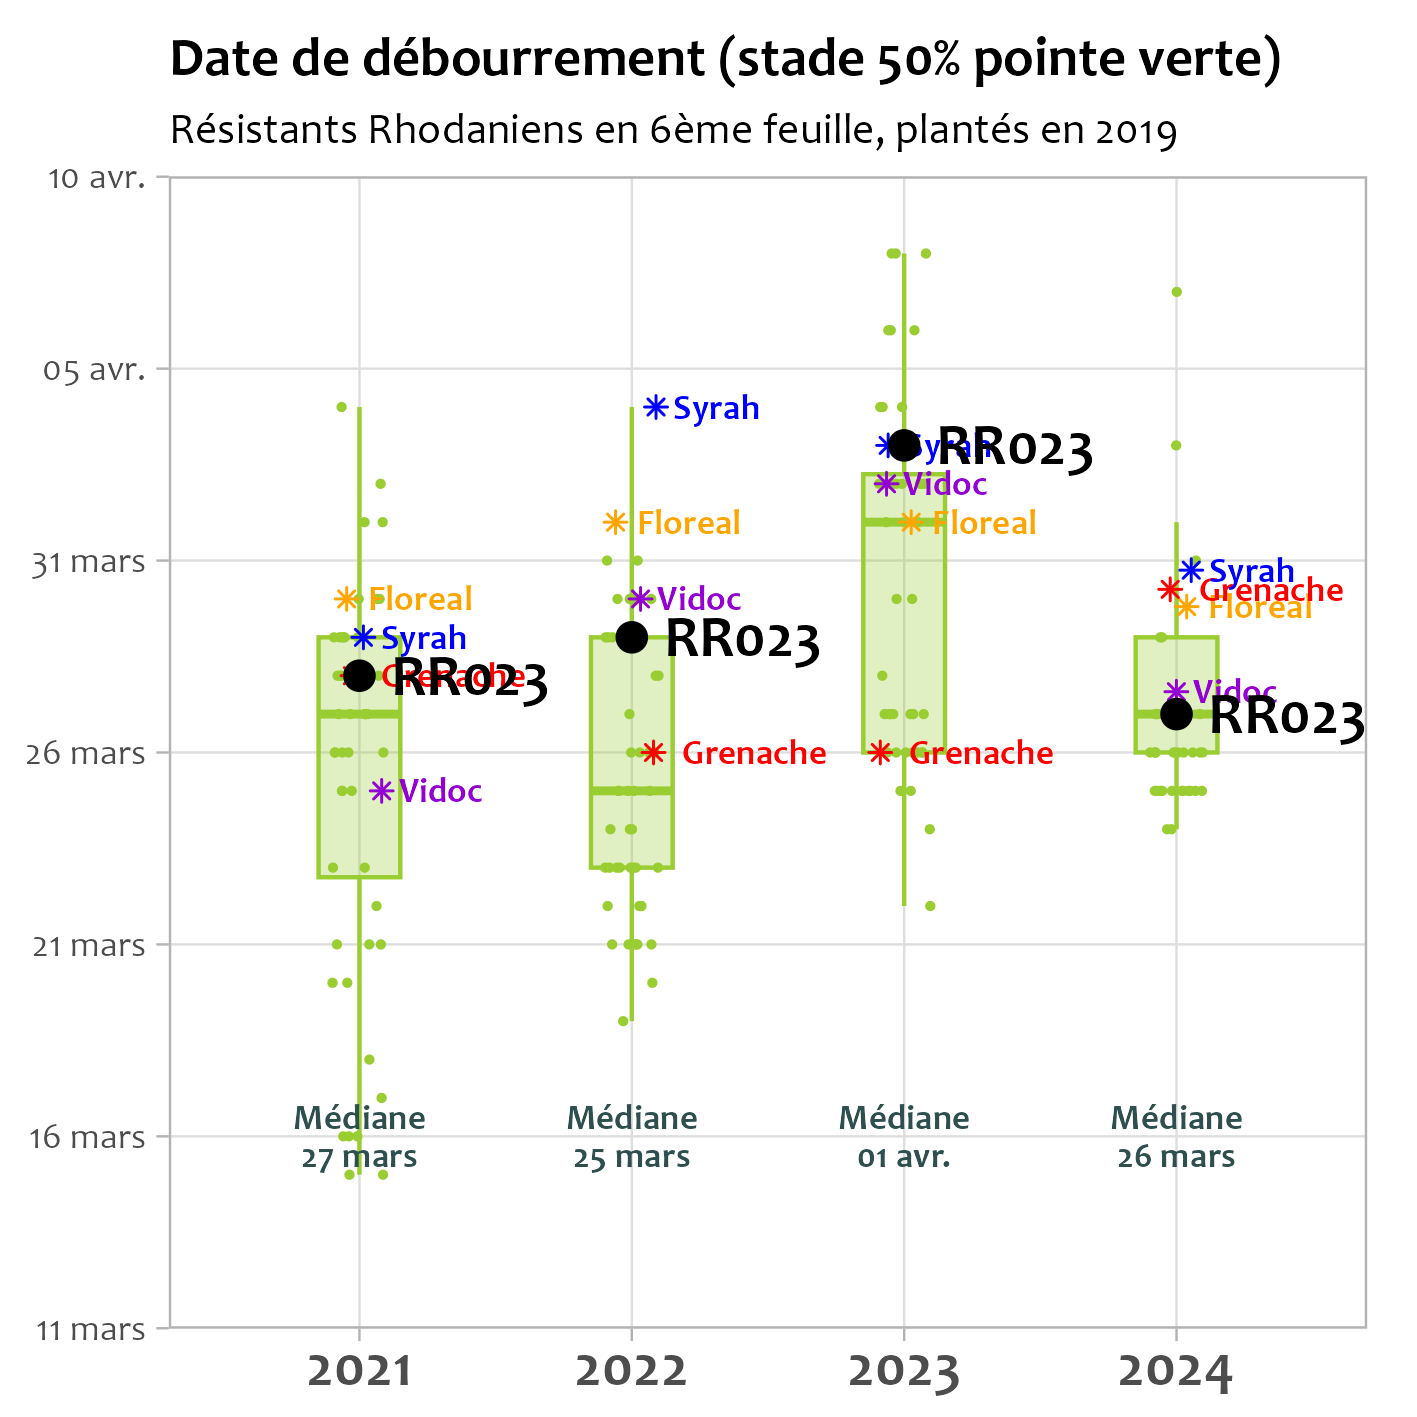 Date de débourrement (stade 50% pointe verte)
Résistants Rhodaniens en 6ème feuille, plantés en 2019
10 avr.
05 avr.
31 mars
26 mars
21 mars
16 mars
11 mars
Floreal
Syrah
Grenache
RR023
Vidoc
Médiane
27 mars
Syrah
Floreal
Vidoc
RR023
Grenache
Médiane
25 mars
Syrah
RR023
Vidoc
Floreal
Grenache
Médiane
01 avr.
Syrah
Grenache
Floreal
Vidoc
RR023
Médiane
26 mars
2021
2022
2023
2024